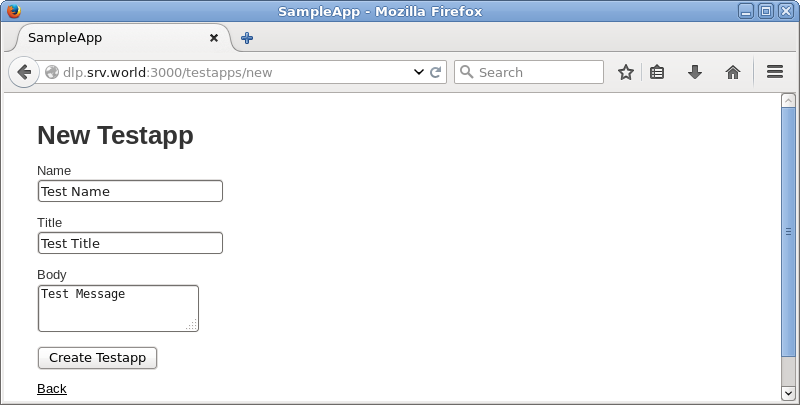 SampleApp - Mozilla Firefox
SampleApp
dlp.srv.world:3000/testapps/new
Search
New Testapp
Name
Test Name
Title
Test Title
Body
Test Message
Create Testapp
Back